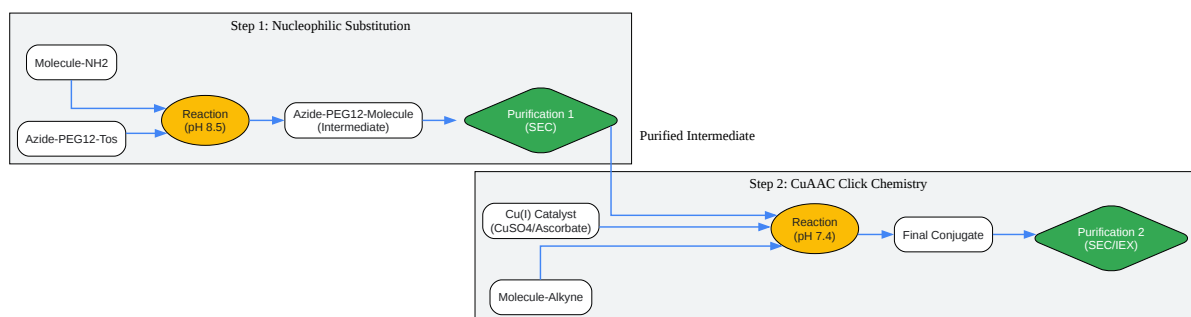 Step 1: Nucleophilic Substitution
Molecule-NH2
Azide-PEG12-Tos
Reaction
(pH 8.5)
Azide-PEG12-Molecule
(Intermediate)
Purification 1
(SEC)
Purified Intermediate
Step 2: CuAAC Click Chemistry
Cu(I) Catalyst
(CuSO4/Ascorbate)
Molecule-Alkyne
Reaction
(pH 7.4)
Final Conjugate
Purification 2
(SEC/IEX)